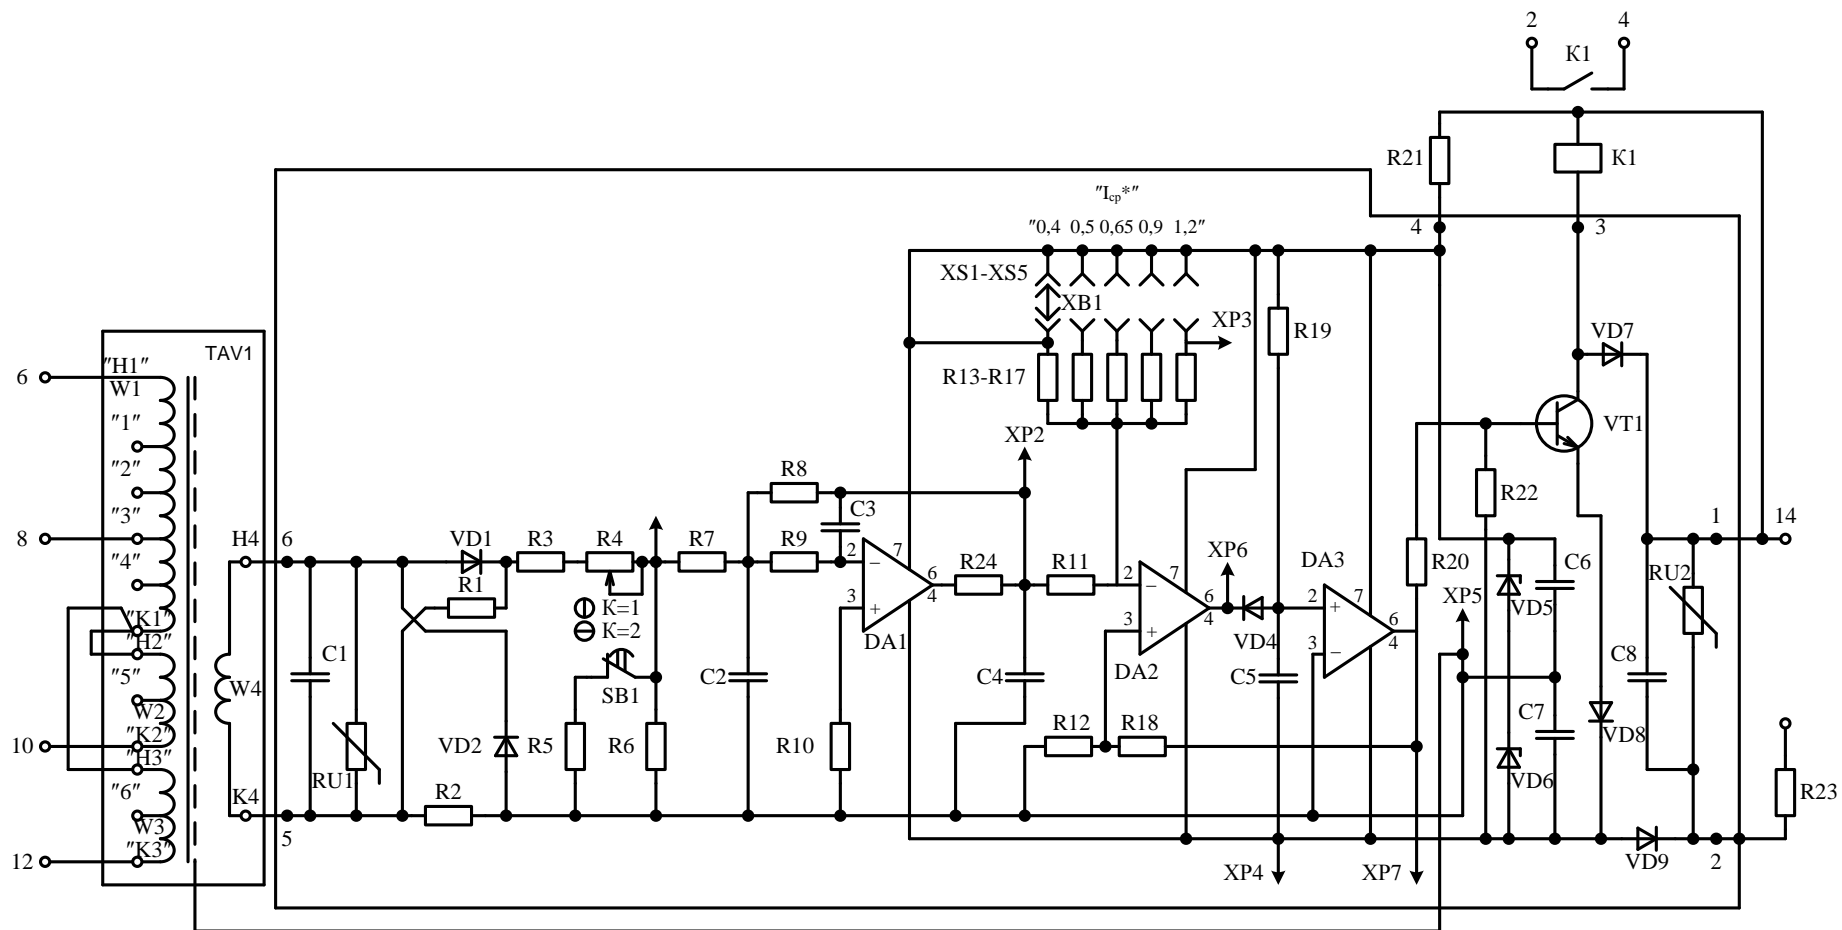 2 4
K1
R21 K1
"Iср*"
"0,4 0,5 0,65 0,9 1,2"
4 3
XS1-XS5
XB1
XP3
R19
VD7
TAV1
6 "H1"
W1
R13-R17
"1"
XP2
VT1
"2"
R8
R22
"3"
C3
1 14
8 H4 6 VD1 R3 R4 R7 R9 2 7
− 6 R24 R11 2 7 XP6 DA3 R20 C6
"4"
R1
K=1
K=2
3 + 4
DA1
− 6
3 + 4
DA2
VD4
2 + 7
6
3 − 4
XP5
VD5
RU2
"K1"
"H2"
C1
SB1
C2
C4
C5
C8
"5"
W4
W2
"K2"
C7
10 "H3"
VD2 R5 R6 R10 R12 R18
VD8
RU1
VD6
"6"
K4 R2
R23
W3
5
12 "K3"
XP4 XP7 VD9 2